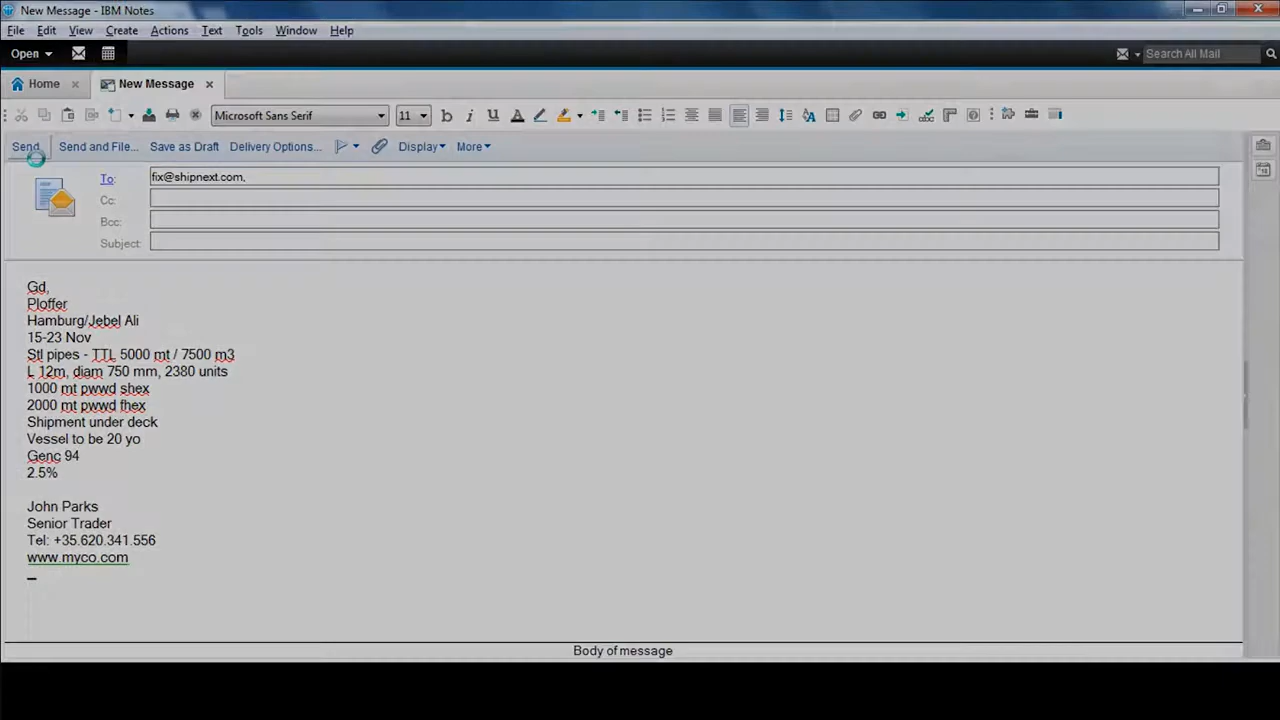 New Message - IBM Notes
File Edit View Create Actions Text Tools Window Help
Open Search All Mail
Home New Message
Microsoft Sans Serif 11 b i U A
Send Send and File... Save as Draft Delivery Options... Display More
To: fix@shipnext.com,
Cc:
Bcc:
Subject:
Gd,
Ploffer
Hamburg/Jebel Ali
15-23 Nov
Stl pipes - TTL 5000 mt / 7500 m3
L 12m, diam 750 mm, 2380 units
1000 mt pwwd shex
2000 mt pwwd fhex
Shipment under deck
Vessel to be 20 yo
Genc 94
2.5%
John Parks
Senior Trader
Tel: +35.620.341.556
www.myco.com
Body of message